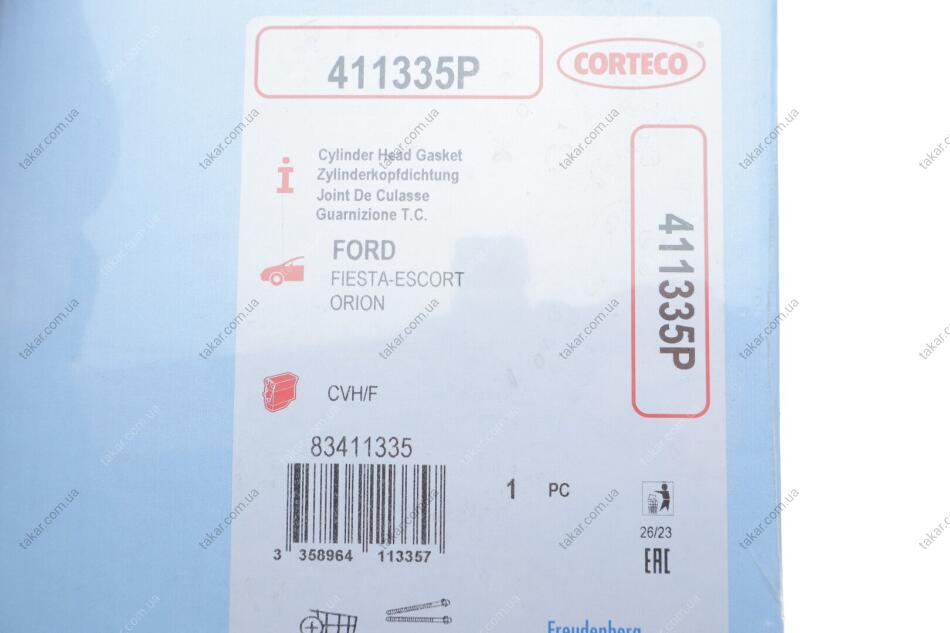 411335P
CORTECO®
Cylinder Head Gasket
Zylinderkopfdichtung
Joint De Culasse
Guarnizione T.C.
FORD
FIESTA-ESCORT
ORION
411335P
CVH/F
83411335
1 PC
3 358964 113357
26/23
EAC
Freudenberg
takar.com.ua